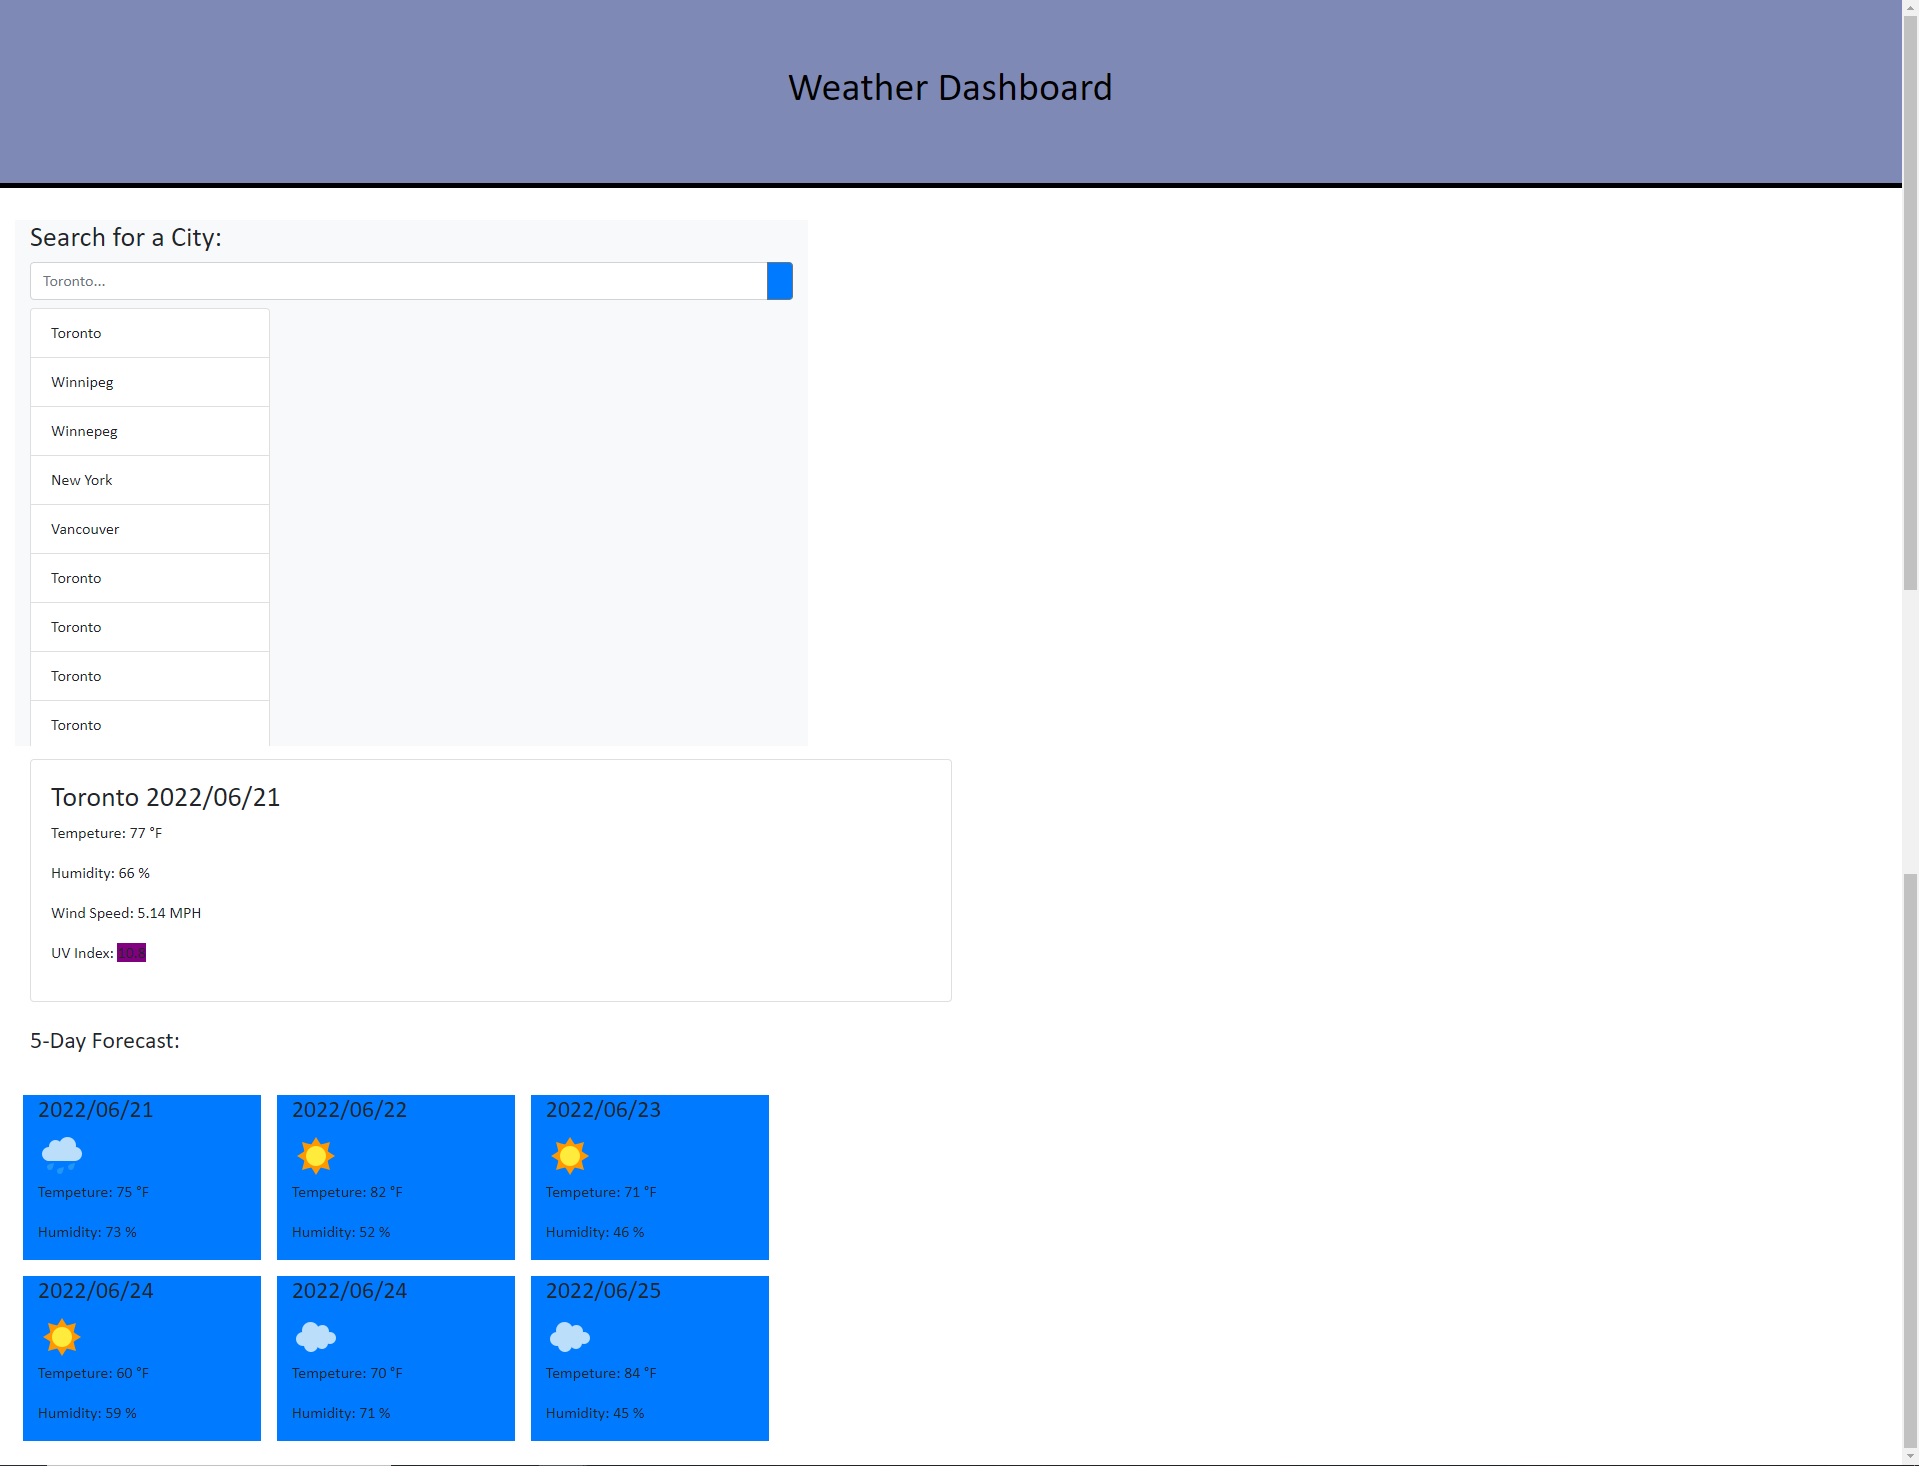 Weather Dashboard
Search for a City:
Toronto...
Toronto
Winnipeg
Winnepeg
New York
Vancouver
Toronto
Toronto
Toronto
Toronto
Toronto 2022/06/21
Tempeture: 77 °F
Humidity: 66 %
Wind Speed: 5.14 MPH
UV Index:
5-Day Forecast:
2022/06/21
Tempeture: 75 °F
Humidity: 73 %
2022/06/22
Tempeture: 82 °F
Humidity: 52 %
2022/06/23
Tempeture: 71 °F
Humidity: 46 %
2022/06/24
Tempeture: 60 °F
Humidity: 59 %
2022/06/24
Tempeture: 70 °F
Humidity: 71 %
2022/06/25
Tempeture: 84 °F
Humidity: 45 %